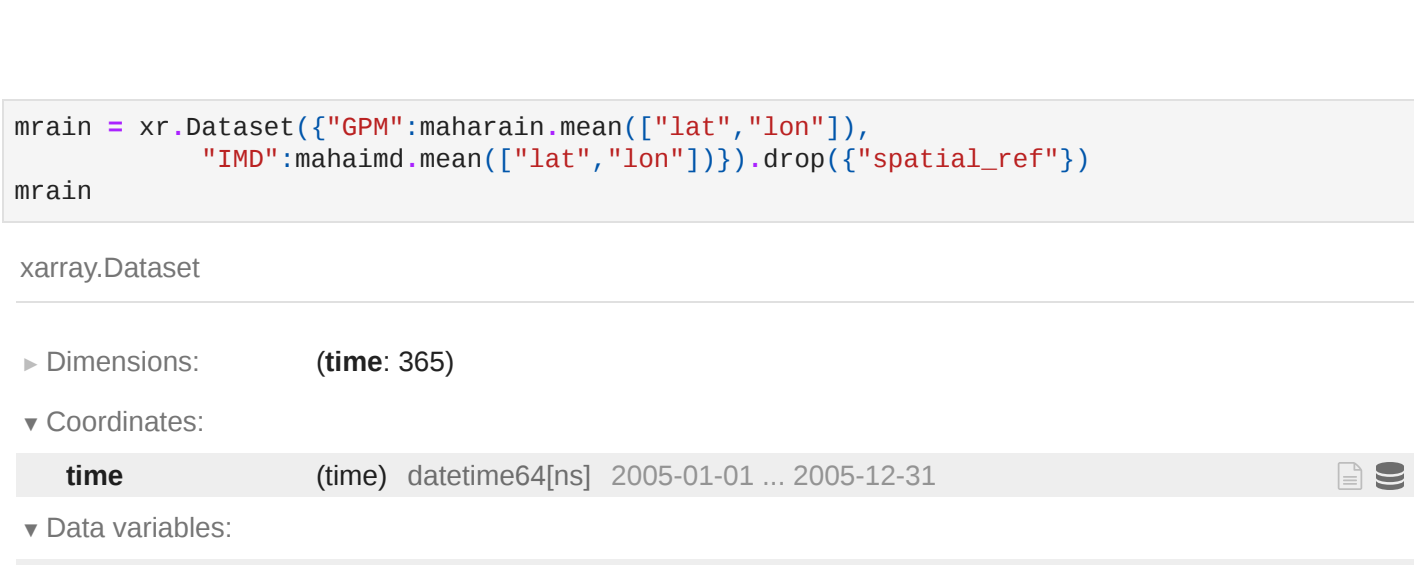 mrain = xr.Dataset({"GPM":maharain.mean(["lat","lon"]),
"IMD":mahaimd.mean(["lat","lon"])}).drop({"spatial_ref"})
mrain
xarray.Dataset
► Dimensions: (time: 365)
▼ Coordinates:
time (time) datetime64[ns] 2005-01-01 ... 2005-12-31
▼ Data variables: